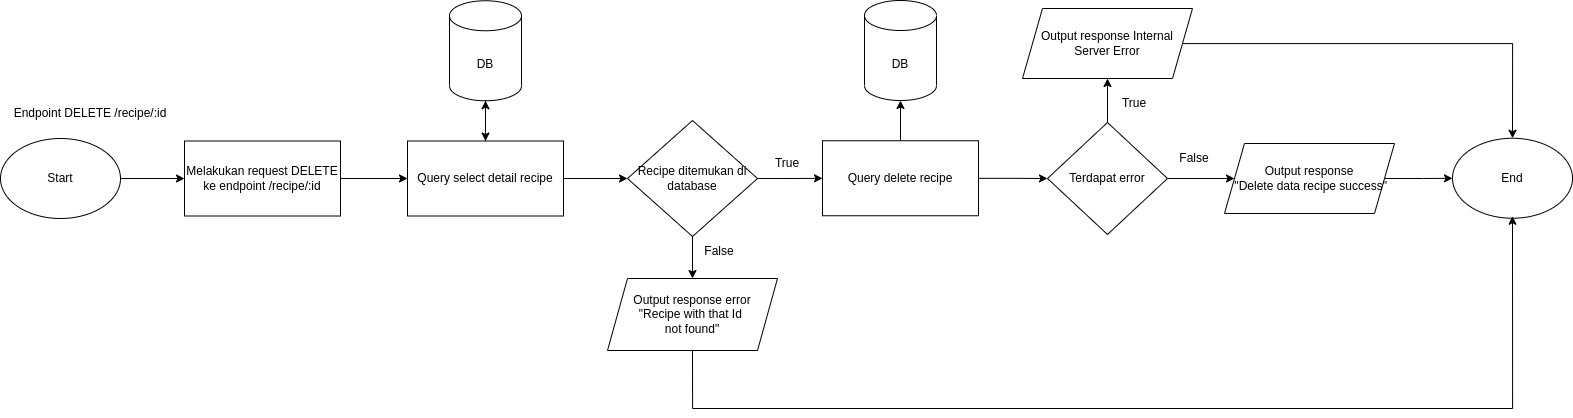 Endpoint DELETE /recipe/:id
Start
Melakukan request DELETE
ke endpoint /recipe/:id
DB
Query select detail recipe
Recipe ditemukan di
database
True
False
Output response error
"Recipe with that Id
not found"
DB
Query delete recipe
Terdapat error
True
Output response Internal
Server Error
False
Output response
"Delete data recipe success"
End